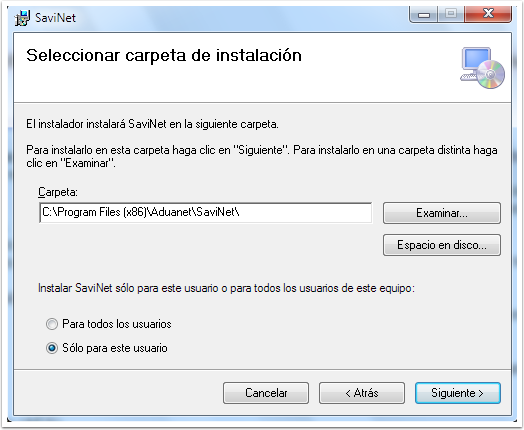 SaviNet
Seleccionar carpeta de instalación
El instalador instalará SaviNet en la siguiente carpeta.
Para instalarlo en esta carpeta haga clic en "Siguiente". Para instalarlo en una carpeta distinta haga
clic en "Examinar".
Carpeta:
C:\Program Files (x86)\Aduanet\SaviNet\
Examinar...
Espacio en disco...
Instalar SaviNet sólo para este usuario o para todos los usuarios de este equipo:
Para todos los usuarios
Sólo para este usuario
Cancelar
< Atrás
Siguiente >